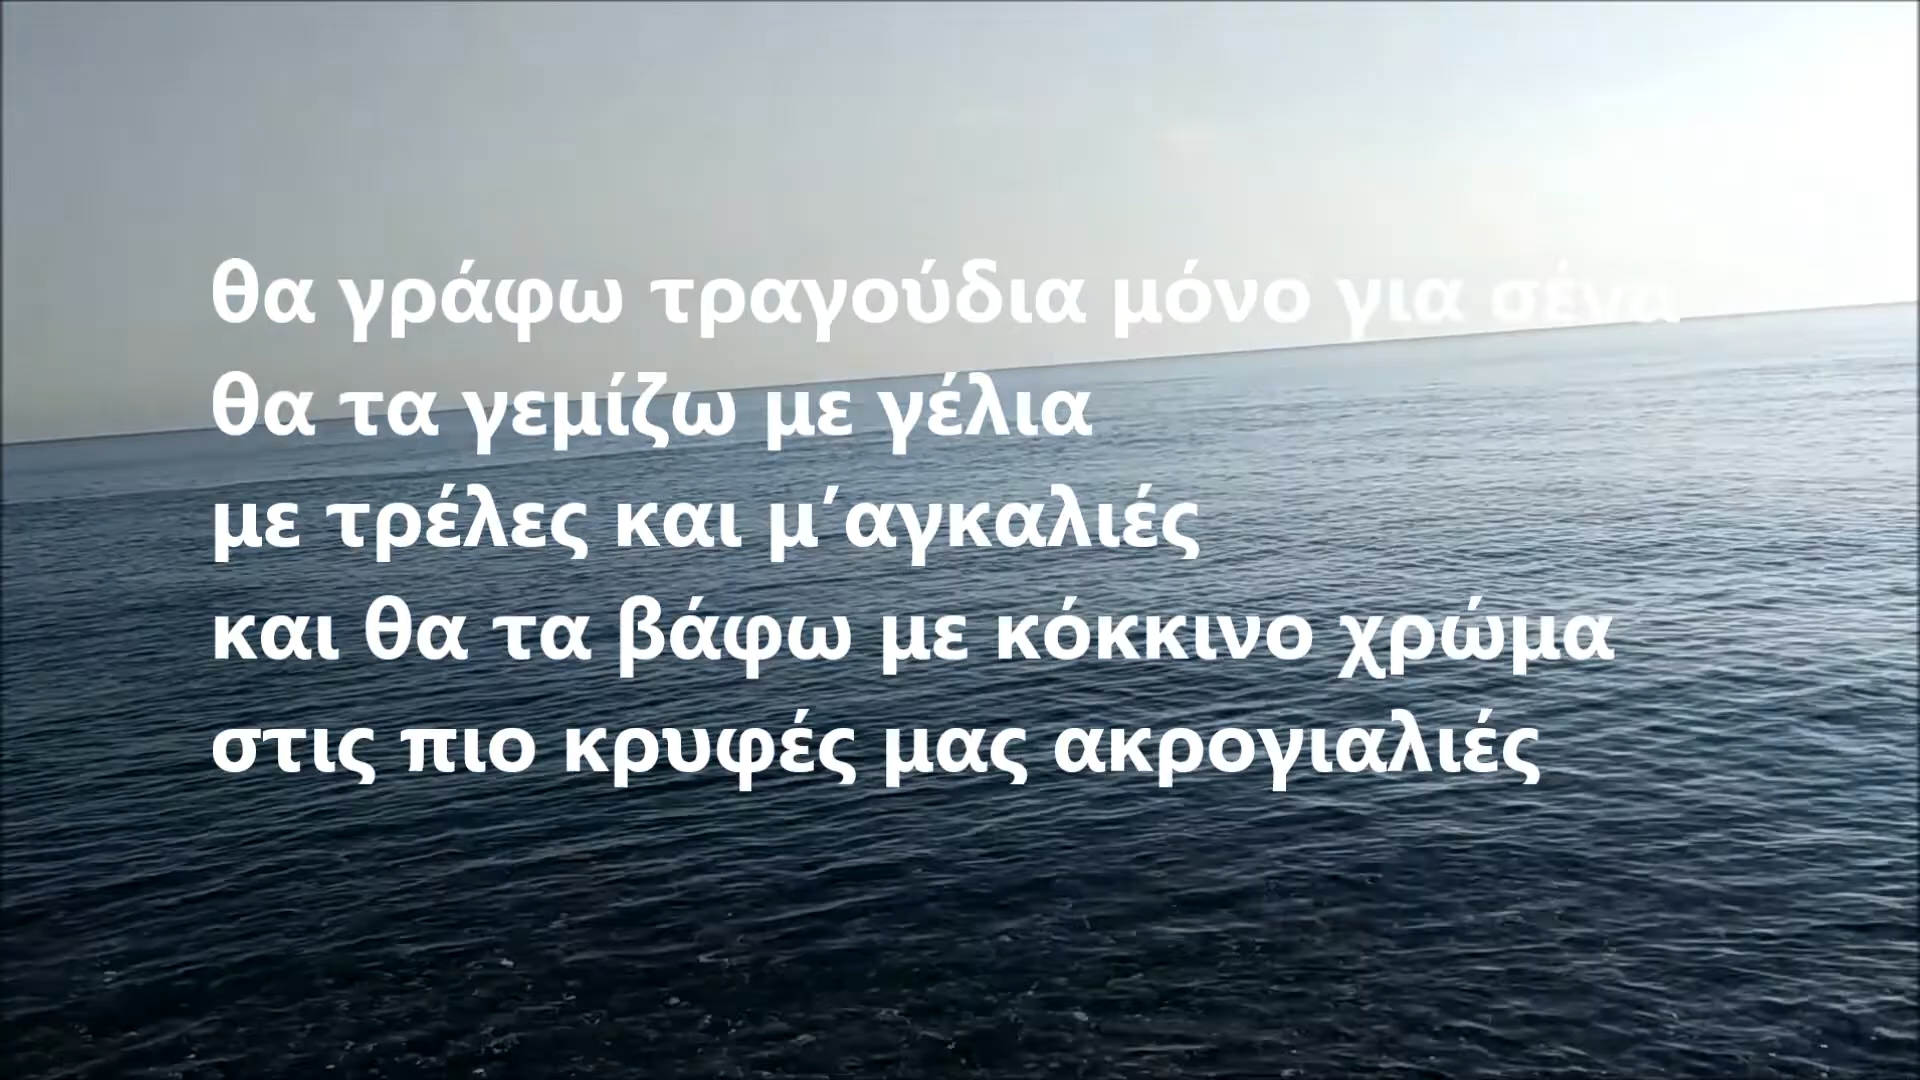 θα γράφω τραγούδια μόνο για σένα
θα τα γεμίζω με γέλια
με τρέλες και μ΄αγκαλιές
και θα τα βάφω με κόκκινο χρώμα
στις πιο κρυφές μας ακρογιαλιές